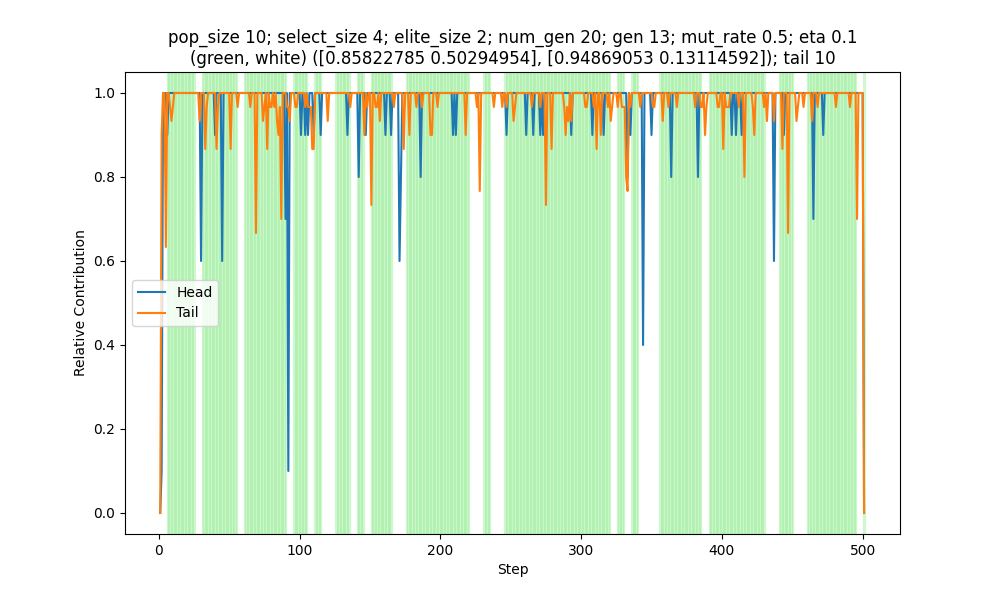 pop_size 10; select_size 4; elite_size 2; num_gen 20; gen 13; mut_rate 0.5; eta 0.1
(green, white) ([0.85822785 0.50294954], [0.94869053 0.13114592]); tail 10
1.0
0.8
0.6
0.4
0.2
0.0
Relative Contribution
Head
Tail
0
100
200
300
400
500
Step